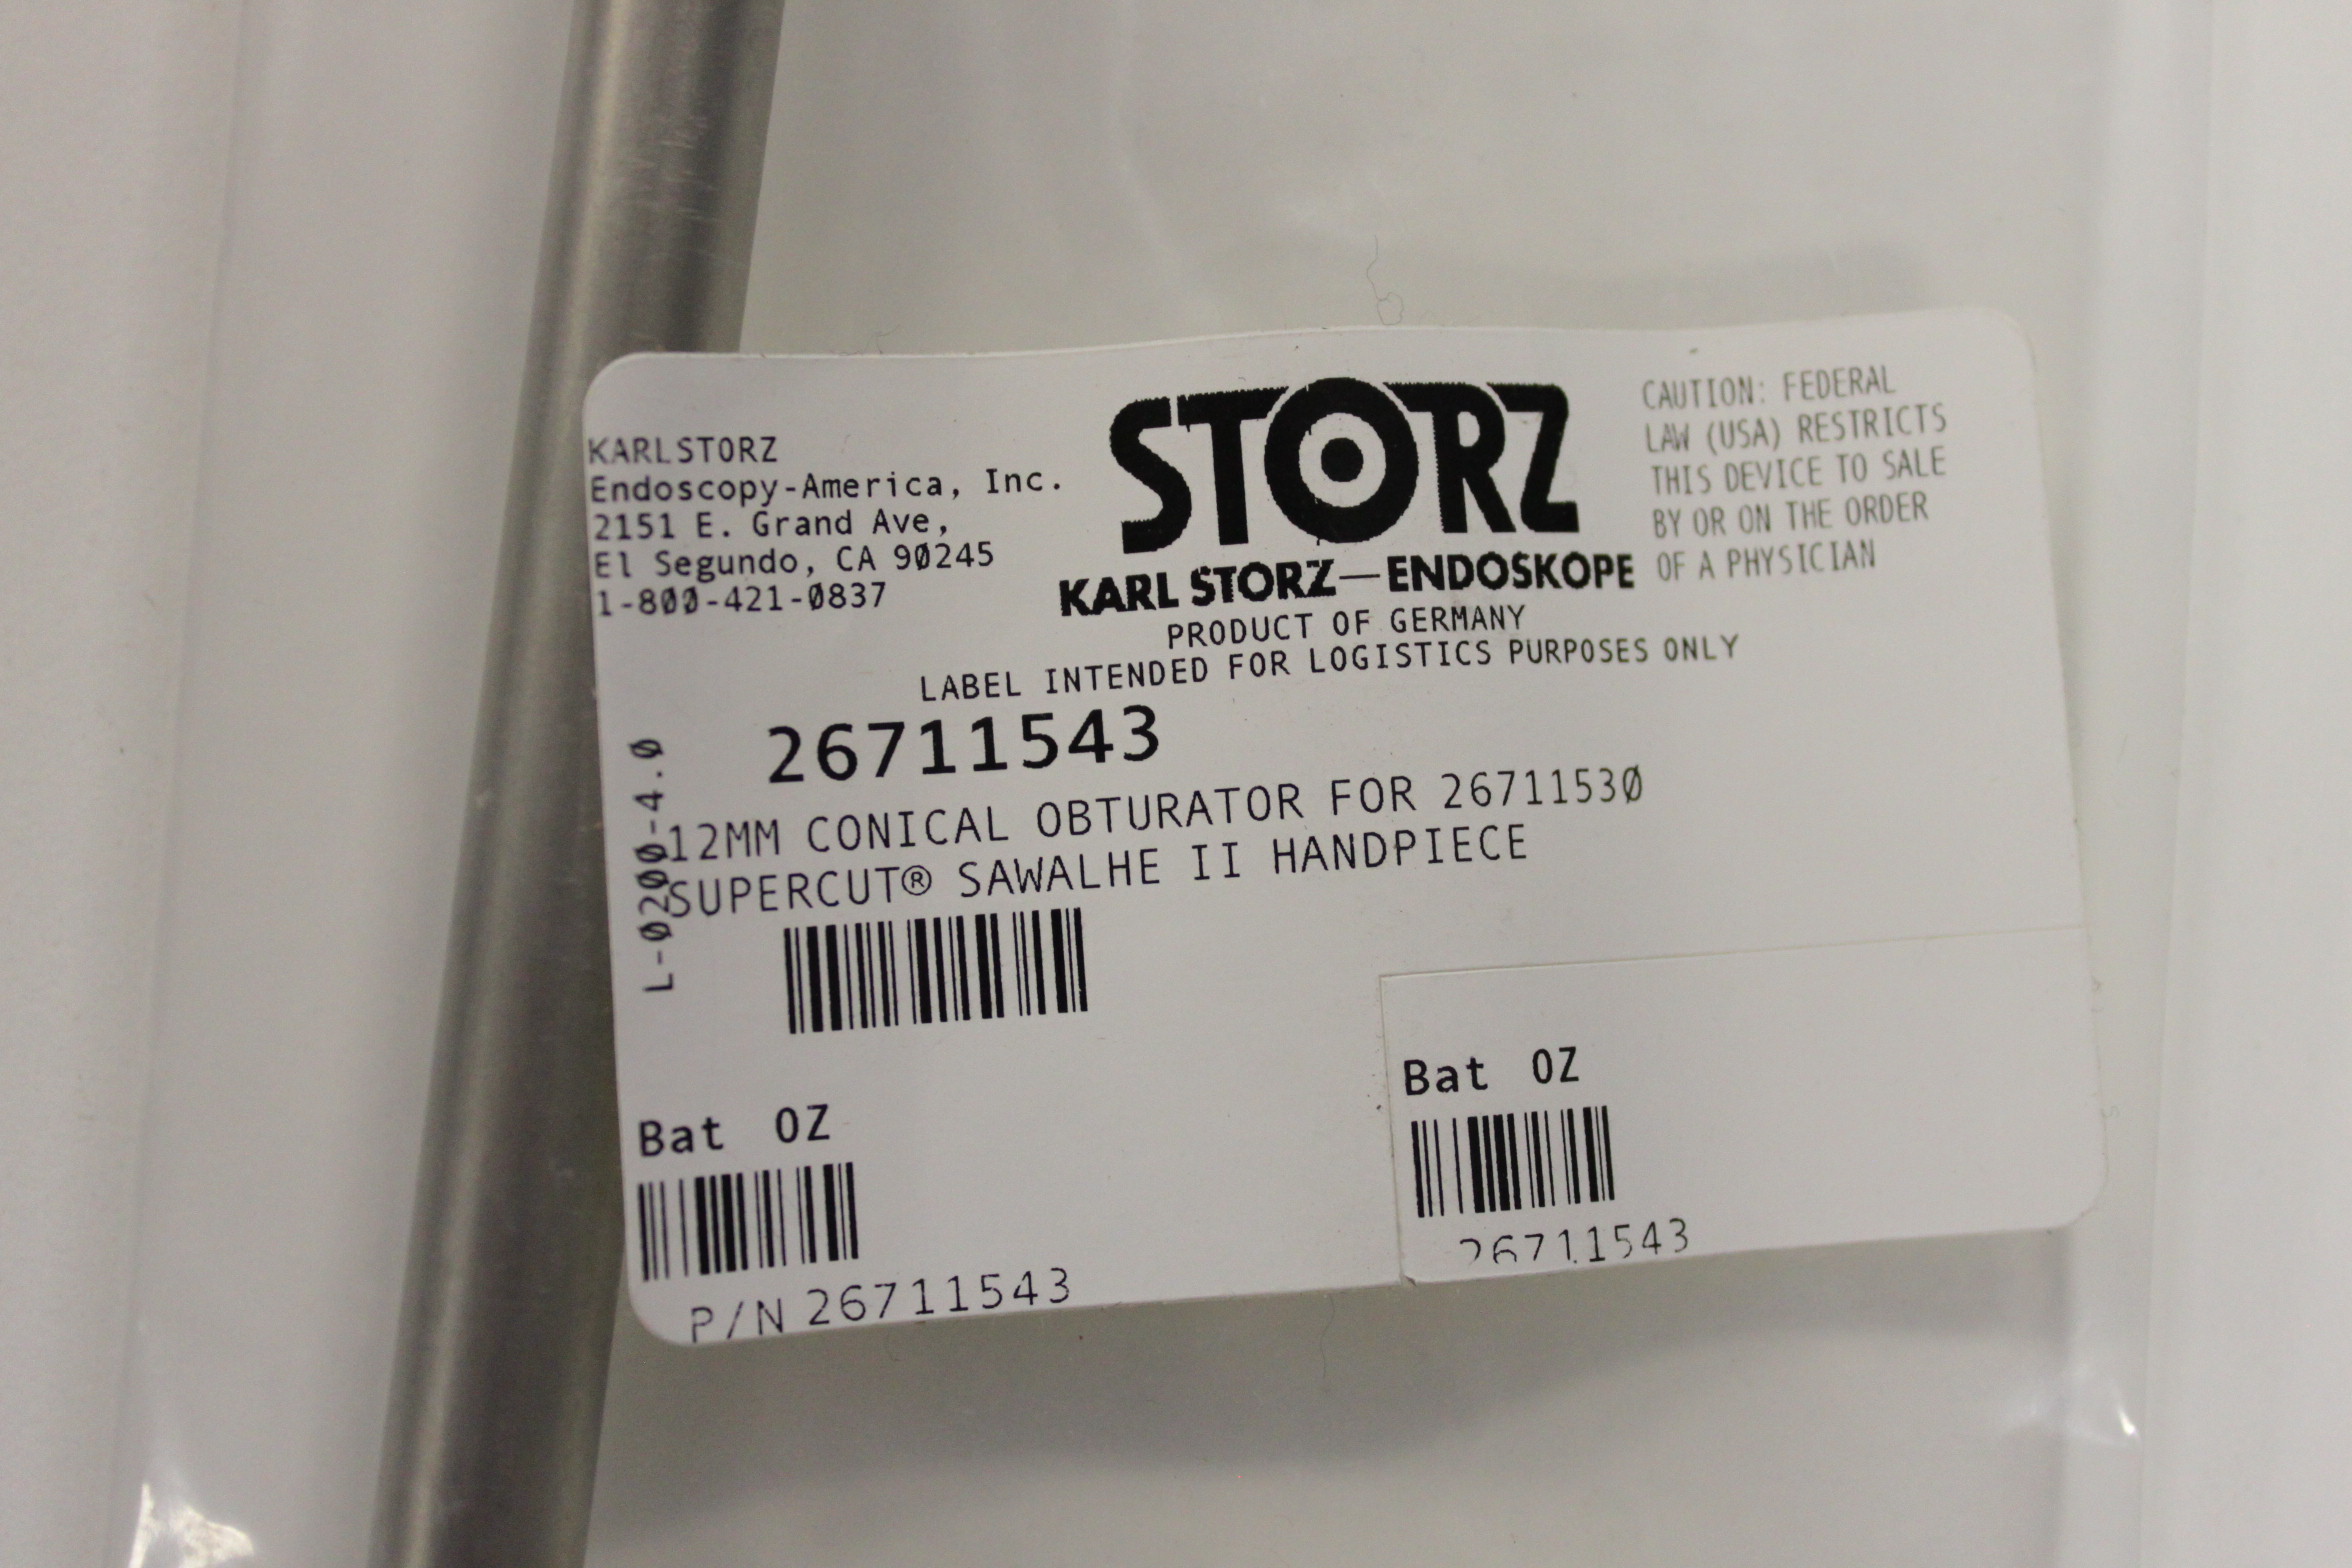 KARL STORZ
Endoscopy-America, Inc.
2151 E. Grand Ave,
El Segundo, CA 90245
1-800-421-0837
STORZ
KARL STORZ—ENDOSKOPE
CAUTION: FEDERAL
LAW (USA) RESTRICTS
THIS DEVICE TO SALE
BY OR ON THE ORDER
OF A PHYSICIAN
PRODUCT OF GERMANY
LABEL INTENDED FOR LOGISTICS PURPOSES ONLY
26711543
12MM CONICAL OBTURATOR FOR 26711530
SUPERCUT® SAWALHE II HANDPIECE
L-0200-4.0
Bat OZ
P/N 26711543
Bat OZ
26711543